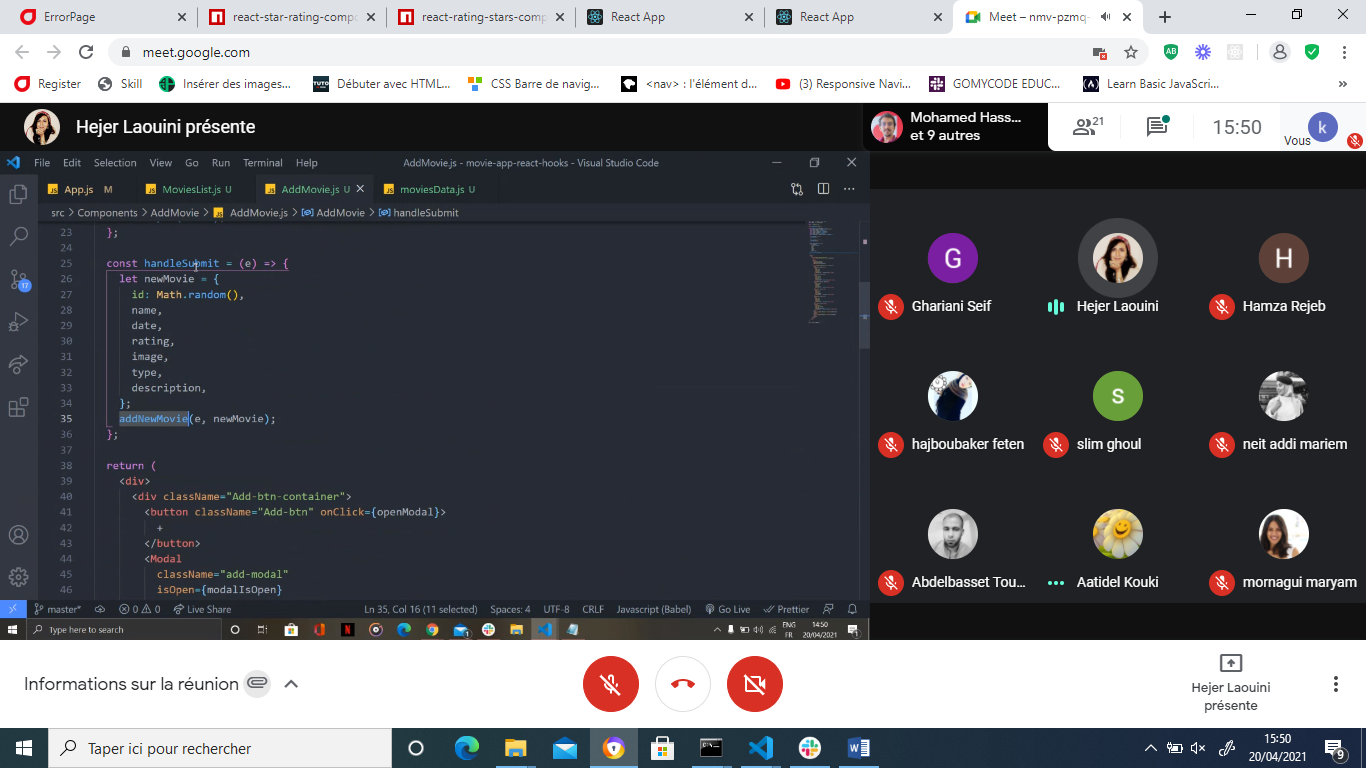 ErrorPage
react-star-rating-compo
react-rating-stars-comp
React App
React App
Meet – nmv-pzmq-
meet.google.com
Register
Skill
Insérer des images...
Débuter avec HTML...
CSS Barre de navig...
<nav> : l'élément d...
(3) Responsive Navi...
GOMYCODE EDUC...
Learn Basic JavaScri...
Hejer Laouini présente
Mohamed Hass...
et 9 autres
21
15:50
Vous
k
File Edit Selection View Go Run Terminal Help
AddMovie.js - movie-app-react-hooks - Visual Studio Code
App.js M
MoviesList.js U
AddMovie.js U
moviesData.js U
src > Components > AddMovie > AddMovie.js > AddMovie > handleSubmit
23 };
24
25 const handleSubmit = (e) => {
26 let newMovie = {
27 id: Math.random(),
28 name,
29 date,
30 rating,
31 image,
32 type,
33 description,
34 };
35 addNewMovie(e, newMovie);
36 };
37
38 return (
39 <div>
40 <div className="Add-btn-container">
41 <button className="Add-btn" onClick={openModal}>
42 +
43 </button>
44 <Modal
45 className="add-modal"
46 isOpen={modalIsOpen}
17
master*
0 0
Live Share
Ln 35, Col 16 (11 selected)
Spaces: 4
UTF-8
CRLF
Javascript (Babel)
Go Live
Prettier
Type here to search
ENG
FR
14:50
20/04/2021
G
Ghariani Seif
Hejer Laouini
H
Hamza Rejeb
hajboubaker feten
s
slim ghoul
neit addi mariem
Abdelbasset Tou...
Aatidel Kouki
mornagui maryam
Informations sur la réunion
Hejer Laouini
présente
Taper ici pour rechercher
15:50
20/04/2021
9